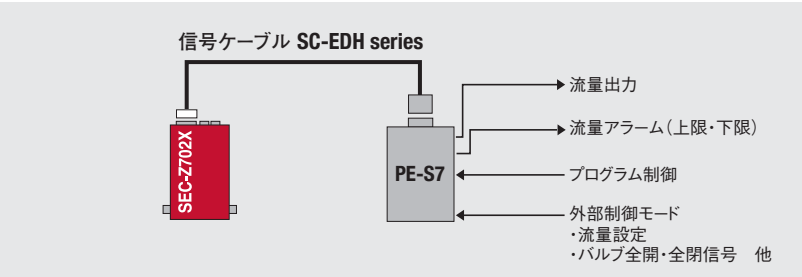 信号ケーブル SC-EDH series
SEC-Z702X
PE-S7
流量出力
流量アラーム(上限・下限)
プログラム制御
外部制御モード
・流量設定
・バルブ全開・全閉信号 他